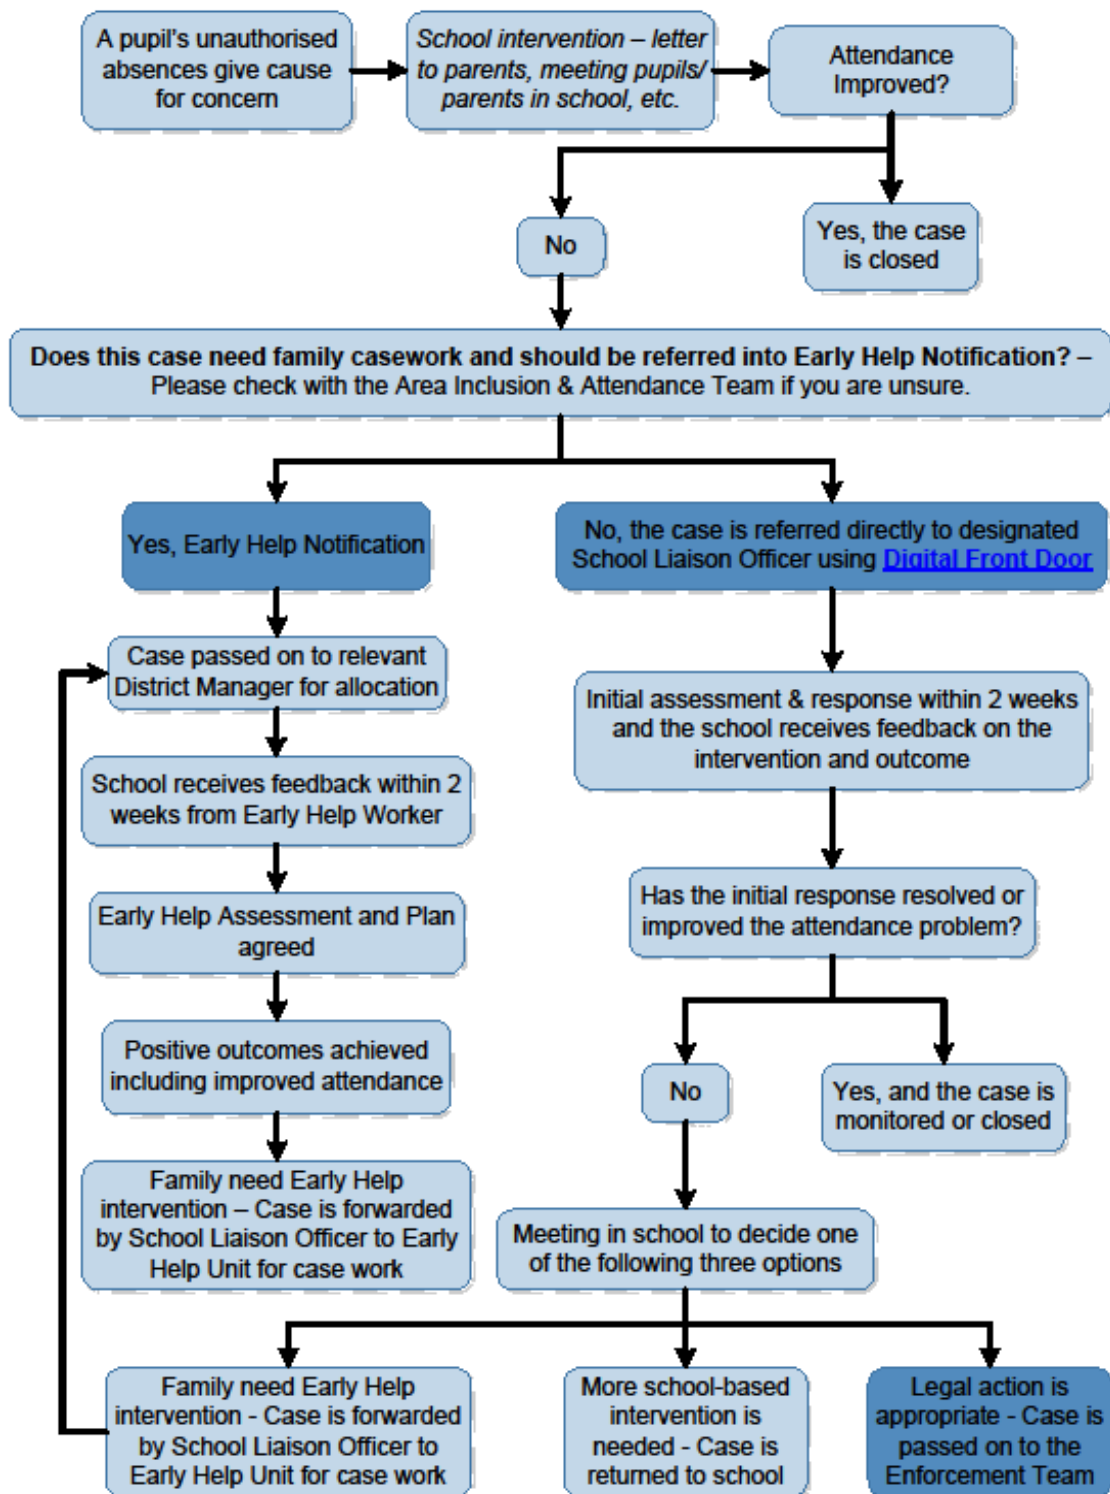 A pupil's unauthorised
absences give cause
for concern
School intervention – letter
to parents, meeting pupils/
parents in school, etc.
Attendance
Improved?
No
Yes, the case
is closed
Does this case need family casework and should be referred into Early Help Notification? –
Please check with the Area Inclusion & Attendance Team if you are unsure.
Yes, Early Help Notification
No, the case is referred directly to designated
School Liaison Officer using Digital Front Door
Case passed on to relevant
District Manager for allocation
Initial assessment & response within 2 weeks
and the school receives feedback on the
intervention and outcome
School receives feedback within 2
weeks from Early Help Worker
Has the initial response resolved or
improved the attendance problem?
Early Help Assessment and Plan
agreed
Positive outcomes achieved
including improved attendance
No
Yes, and the case is
monitored or closed
Family need Early Help
intervention – Case is forwarded
by School Liaison Officer to Early
Help Unit for case work
Meeting in school to decide one
of the following three options
Family need Early Help
intervention - Case is forwarded
by School Liaison Officer to
Early Help Unit for case work
More school-based
intervention is
needed - Case is
returned to school
Legal action is
appropriate - Case is
passed on to the
Enforcement Team